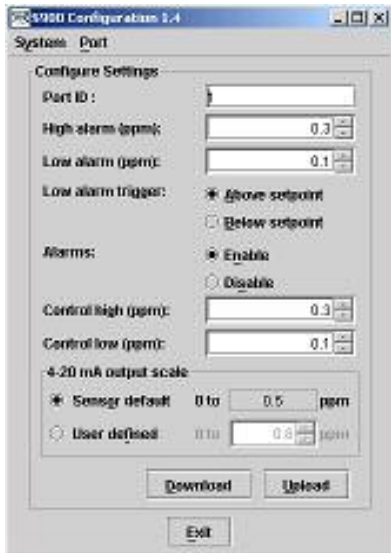 S900 Configuration 1.4
System Port
Configure Settings
Port ID :
High alarm (ppm): 0.3
Low alarm (ppm): 0.1
Low alarm trigger: Above setpoint
Below setpoint
Alarms: Enable
Disable
Control high (ppm): 0.3
Control low (ppm): 0.1
4-20 mA output scale
Sensor default 0 to 0.5 ppm
User defined 0 to ppm
Download Upload
Exit